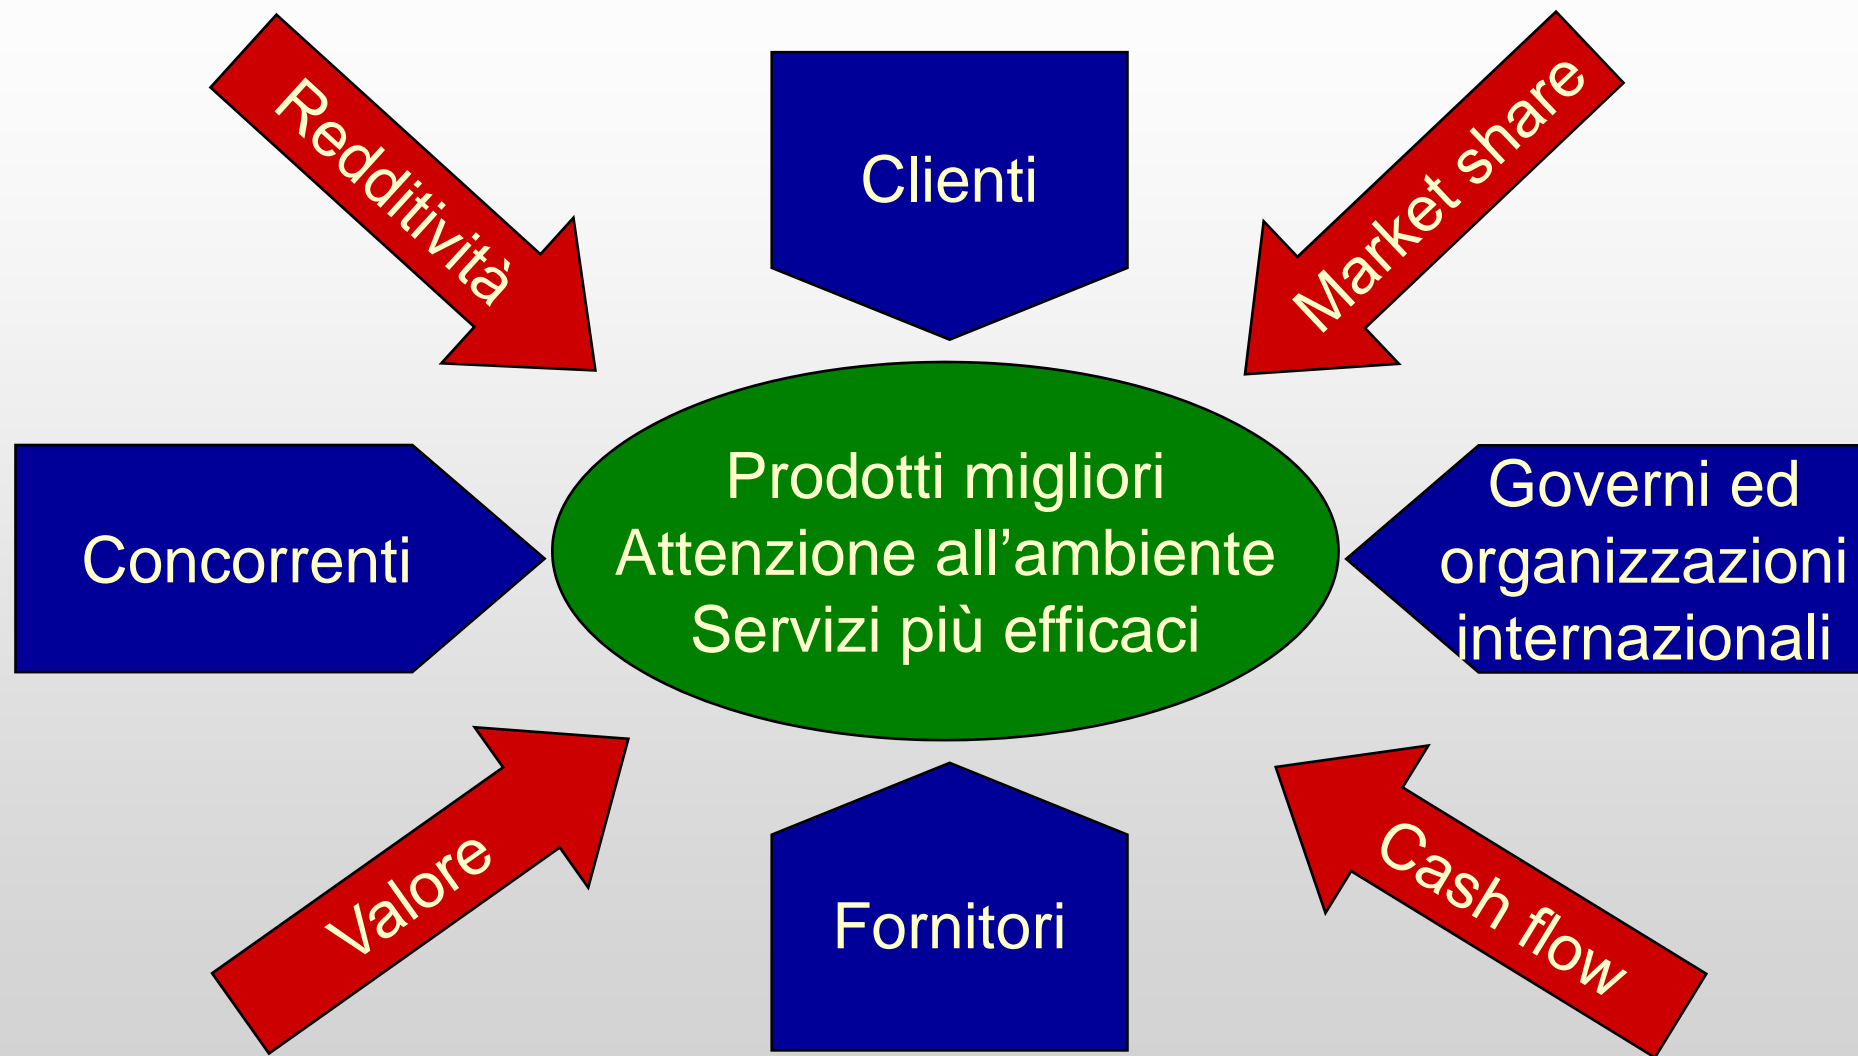 Redditività
Clienti
Market share
Concorrenti
Prodotti migliori
Attenzione all’ambiente
Servizi più efficaci
Governi ed
organizzazioni
internazionali
Valore
Fornitori
Cash flow